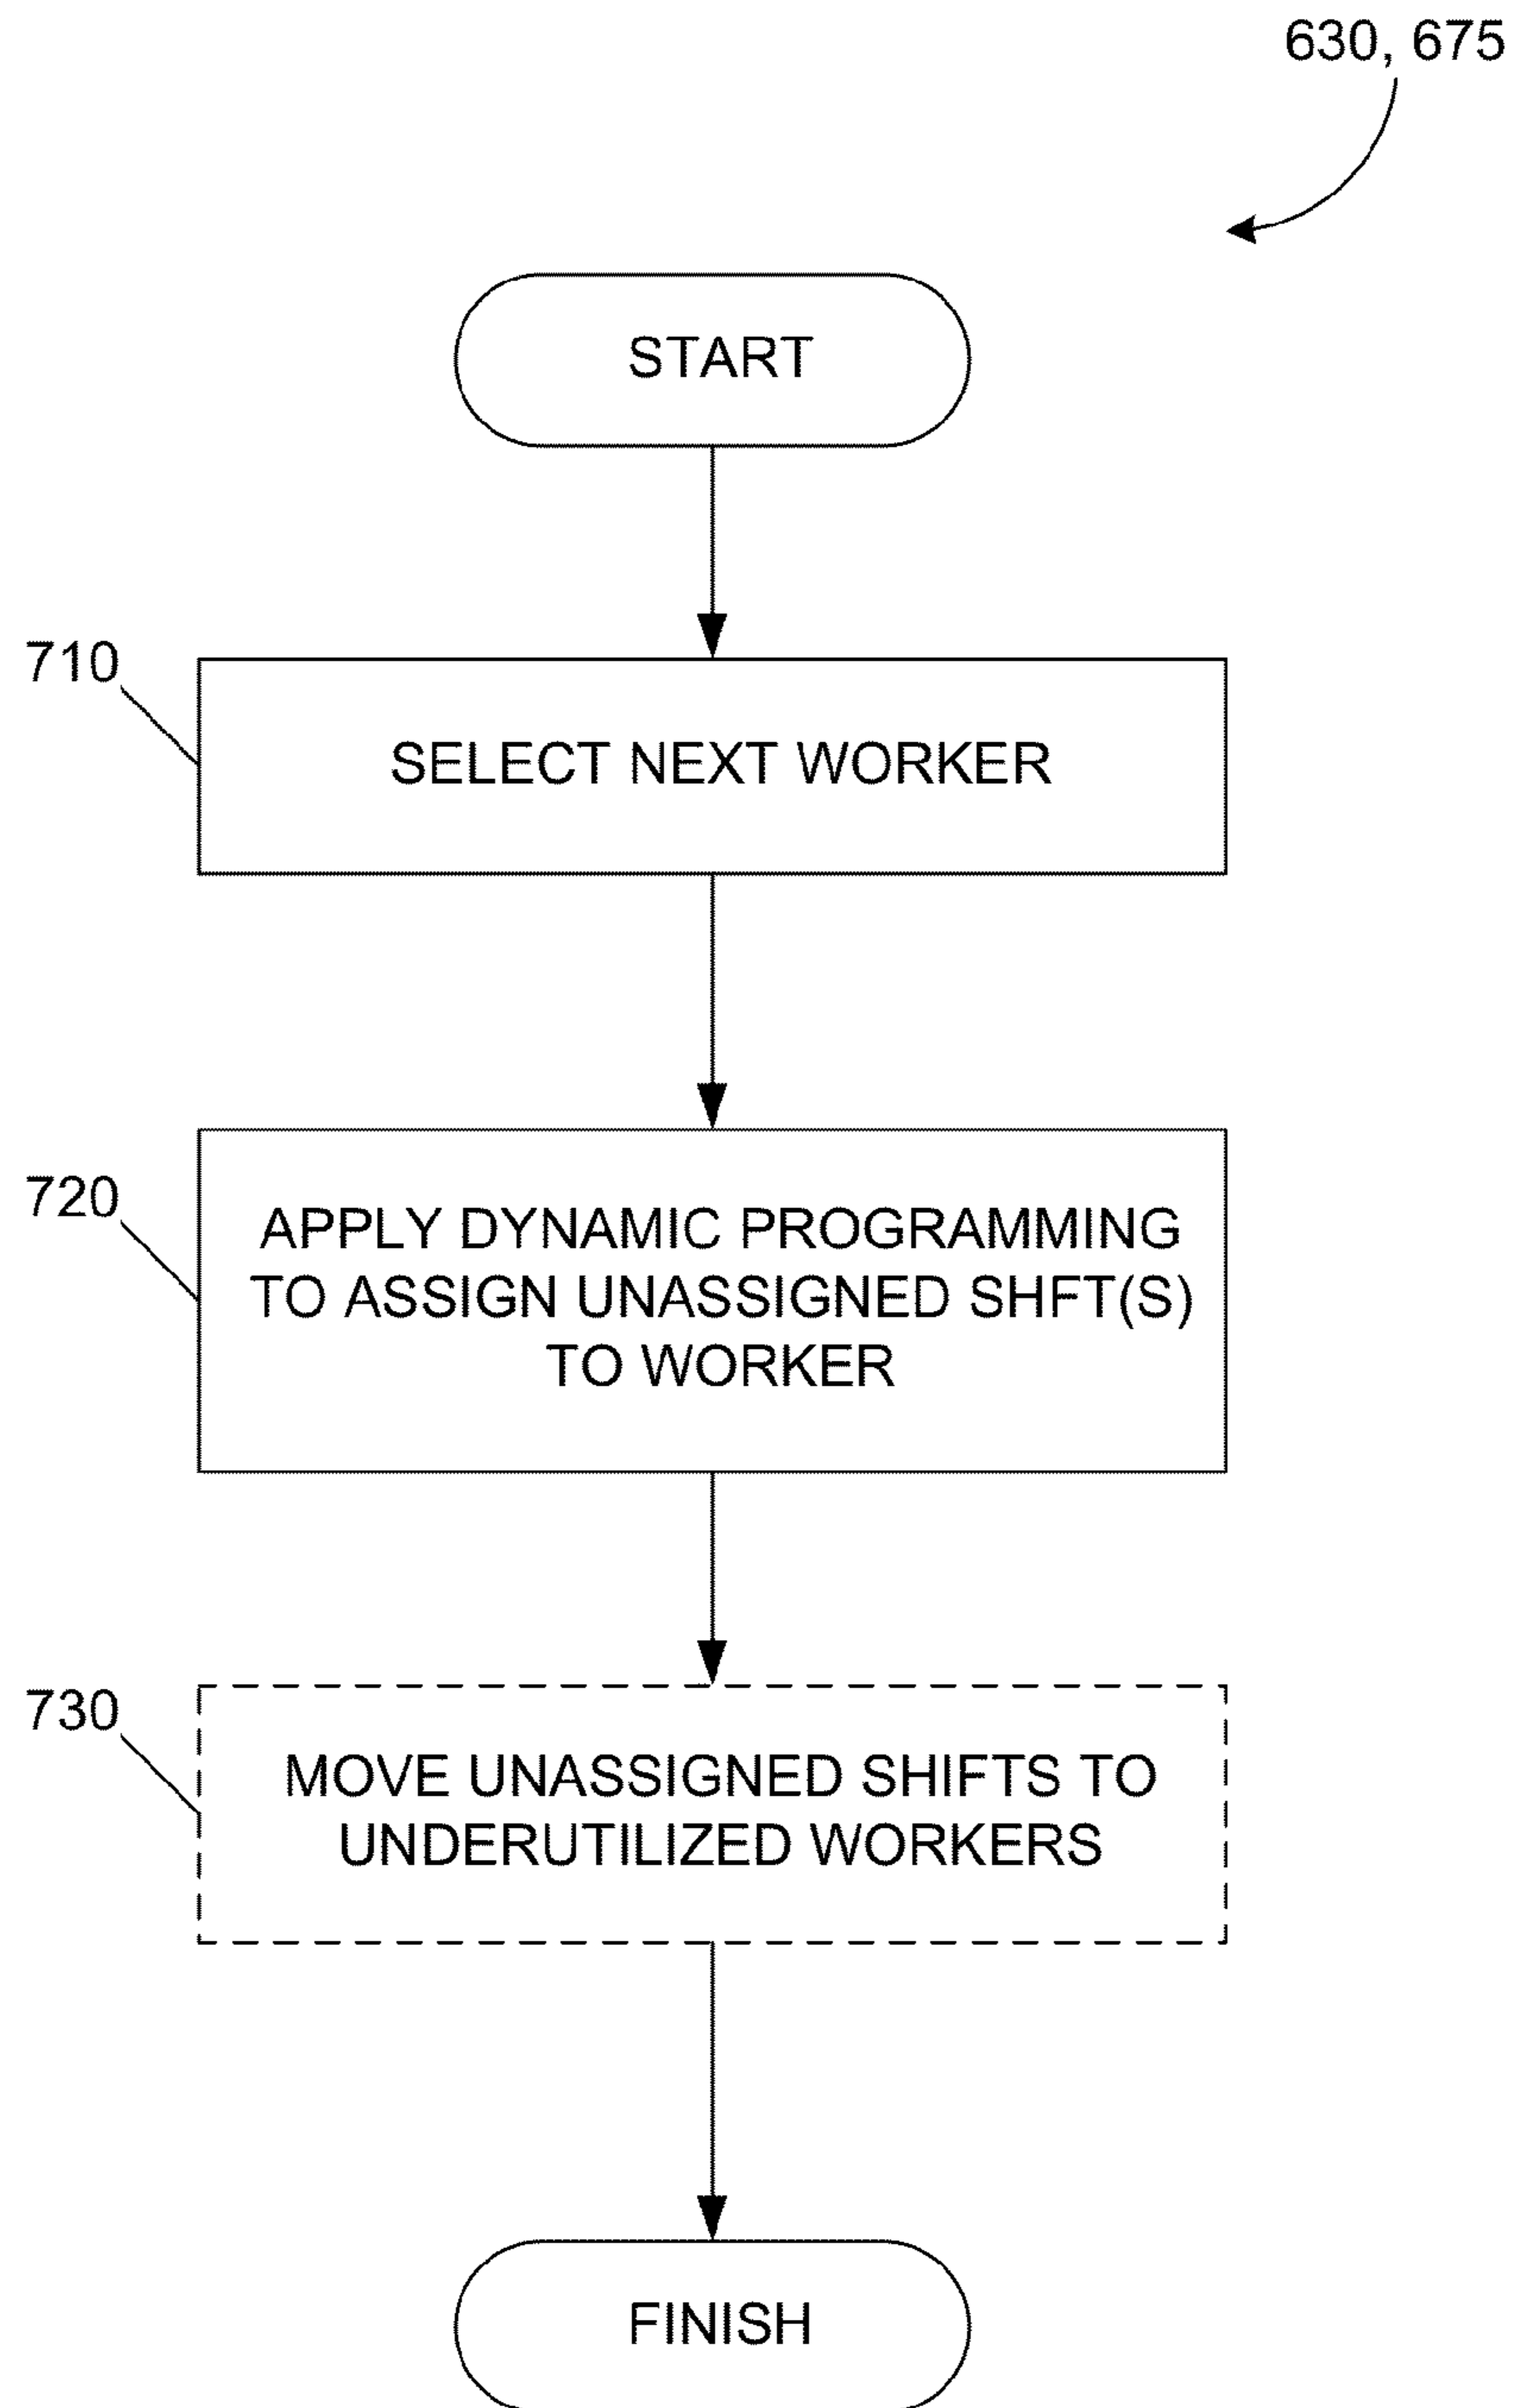 630, 675
START
710
SELECT NEXT WORKER
720
APPLY DYNAMIC PROGRAMMING
TO ASSIGN UNASSIGNED SHFT(S)
TO WORKER
730
MOVE UNASSIGNED SHIFTS TO
UNDERUTILIZED WORKERS
FINISH